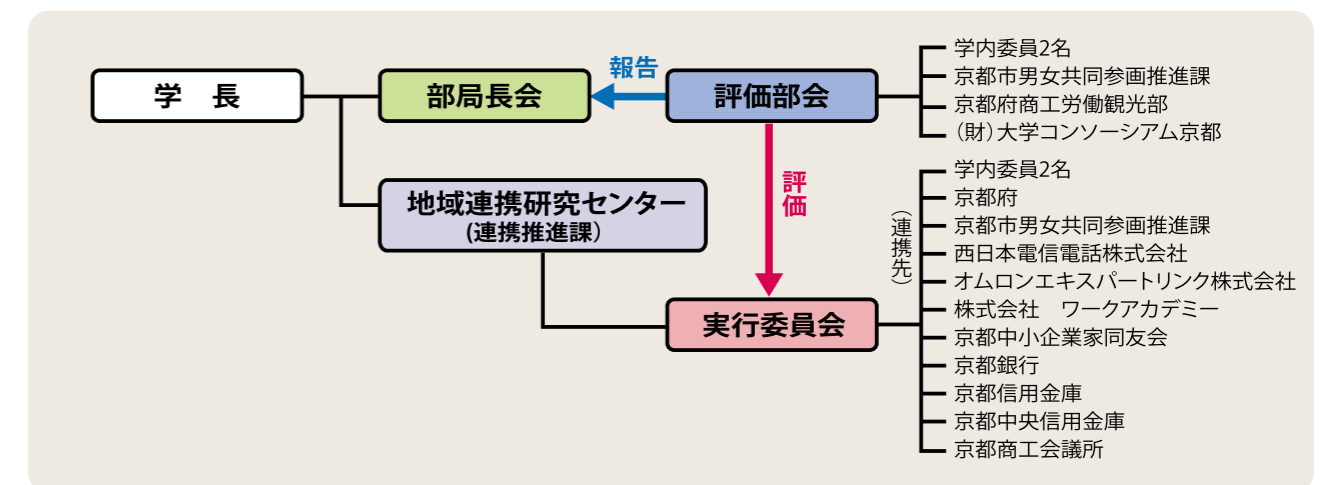 学　長
部局長会
報告
評価部会
学内委員2名
京都市男女共同参画推進課
京都府商工労働観光部
（財）大学コンソーシアム京都
地域連携研究センター
(連携推進課）
評価
実行委員会
（連携先）
学内委員2名
京都府
京都市男女共同参画推進課
西日本電信電話株式会社
オムロンエキスパートリンク株式会社
株式会社　ワークアカデミー
京都中小企業家同友会
京都銀行
京都信用金庫
京都中央信用金庫
京都商工会議所